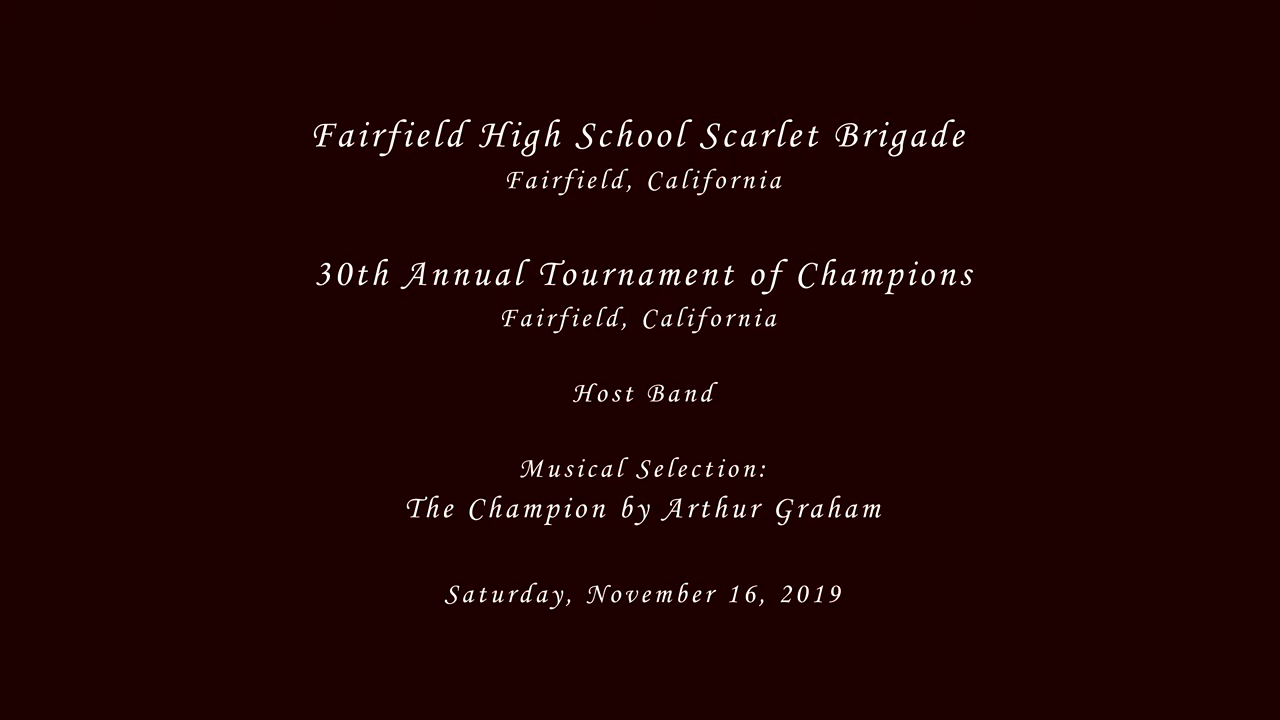 Fairfield High School Scarlet Brigade
Fairfield, California
30th Annual Tournament of Champions
Fairfield, California
Host Band
Musical Selection:
The Champion by Arthur Graham
Saturday, November 16, 2019